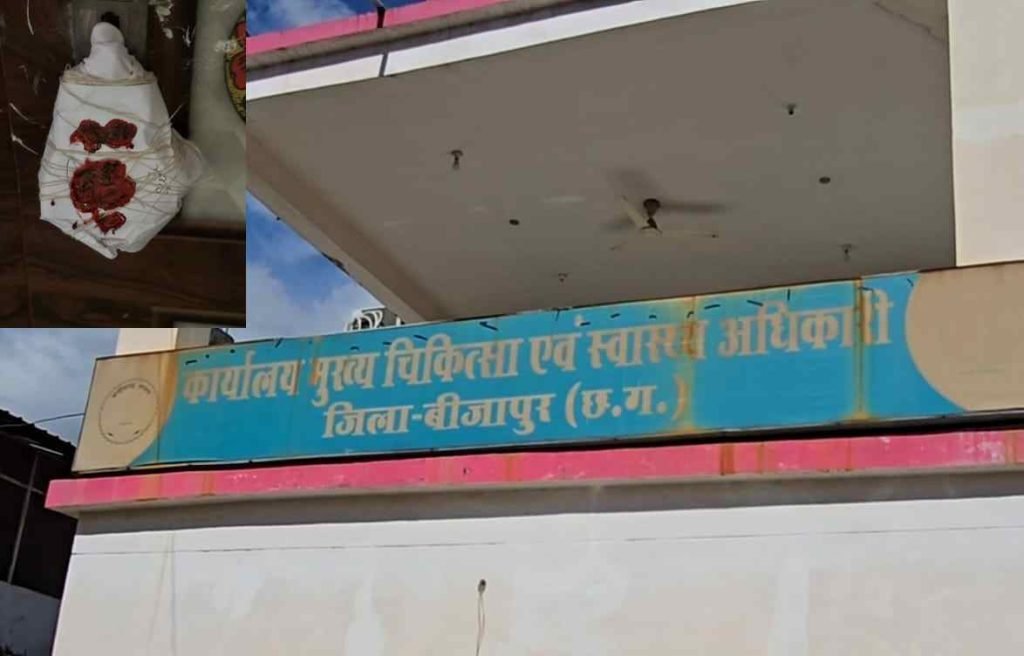 कार्यालय मुख्य चिकित्सा एवं स्वास्थ्य अधिकारी
जिला-बीजापुर (छ.ग.)